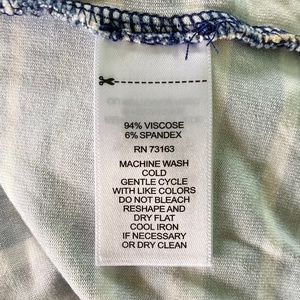 94% VISCOSE
6% SPANDEX
RN 73163
MACHINE WASH
COLD
GENTLE CYCLE
WITH LIKE COLORS
DO NOT BLEACH
RESHAPE AND
DRY FLAT
COOL IRON
IF NECESSARY
OR DRY CLEAN